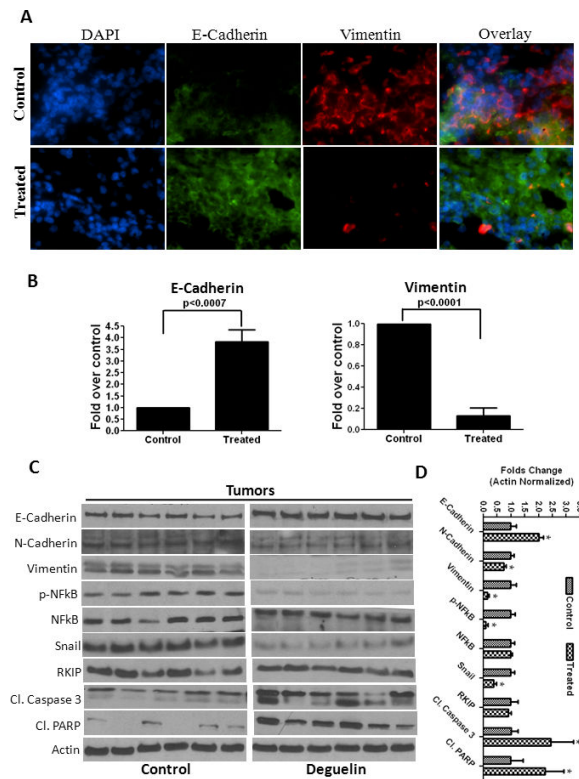 A
DAPI E-Cadherin Vimentin Overlay
Control
Treated
B
E-Cadherin
p<0.0007
Fold over control
4.5
4.0
3.5
3.0
2.5
2.0
1.5
1.0
0.5
0.0
Control Treated
Vimentin
p<0.0001
Fold over control
1.0
0.8
0.6
0.4
0.2
0.0
Control Treated
C
Tumors
E-Cadherin
N-Cadherin
Vimentin
p-NFkB
NFkB
Snail
RKIP
Cl. Caspase 3
Cl. PARP
Actin
Control Deguelin
D
Folds Change
(Actin Normalized)
0.0 0.5 1.0 1.5 2.0 2.5 3.0 3.5
E-Cadherin
*
N-Cadherin
*
Vimentin
*
p-NFkB
*
NFkB
Snail
*
RKIP
Cl. Caspase 3
*
Cl. PARP
*
Control
Treated